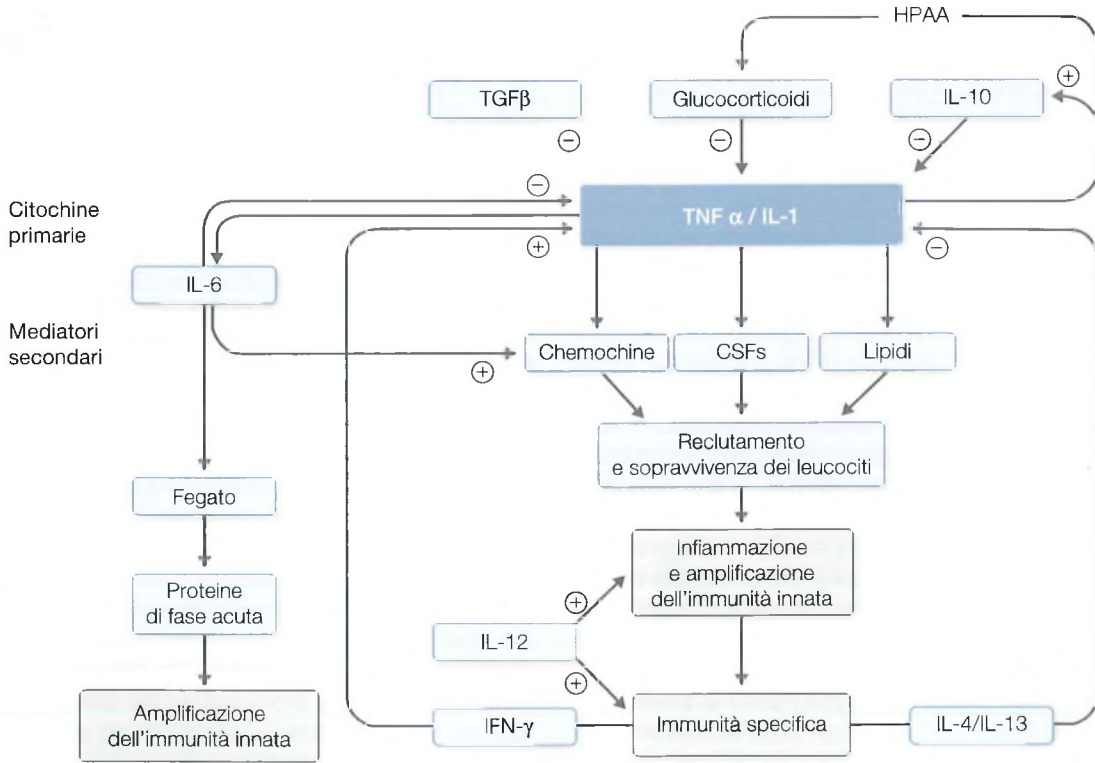 HPAA
TGFβ
Glucocorticoidi
IL-10
+
−
−
−
Citochine
primarie
−
TNF α / IL-1
+
−
IL-6
Mediatori
secondari
+
Chemochine
CSFs
Lipidi
Reclutamento
e sopravvivenza dei leucociti
Fegato
Infiammazione
e amplificazione
dell'immunità innata
Proteine
di fase acuta
+
IL-12
+
Amplificazione
dell'immunità innata
IFN-γ
Immunità specifica
IL-4/IL-13